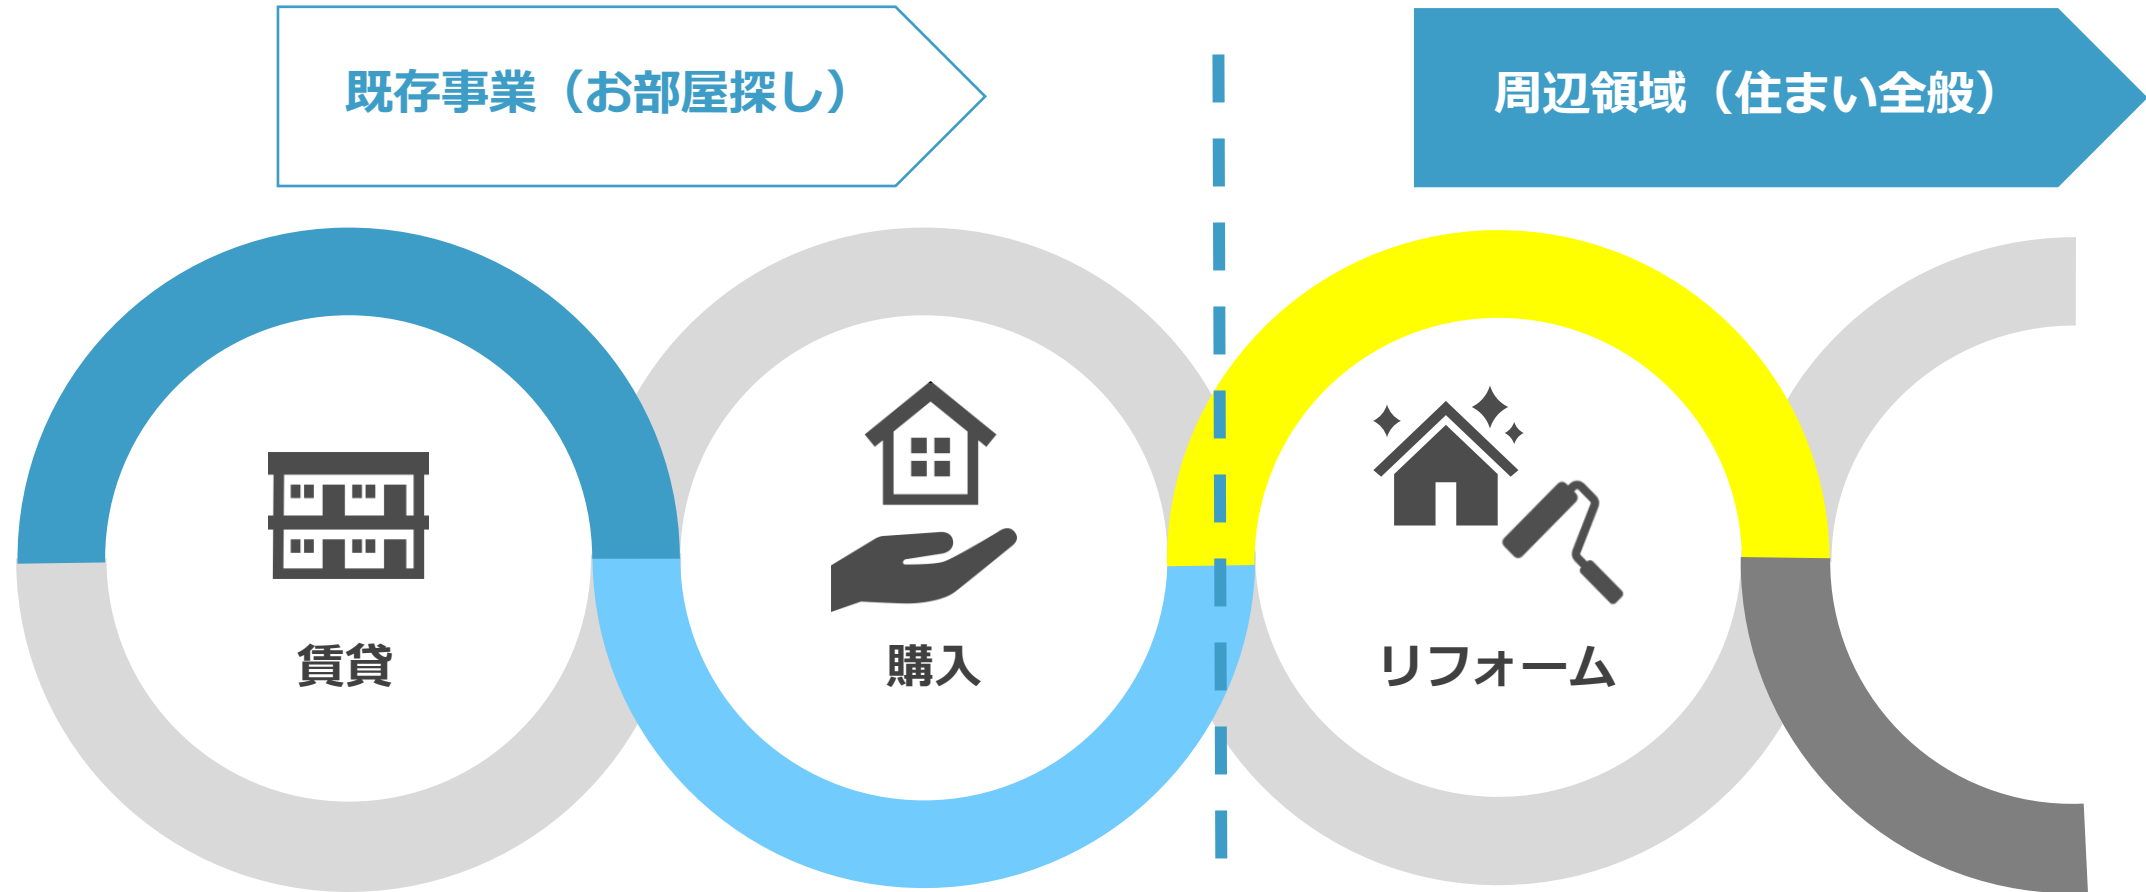 既存事業（お部屋探し）
周辺領域（住まい全般）
賃貸
購入
リフォーム